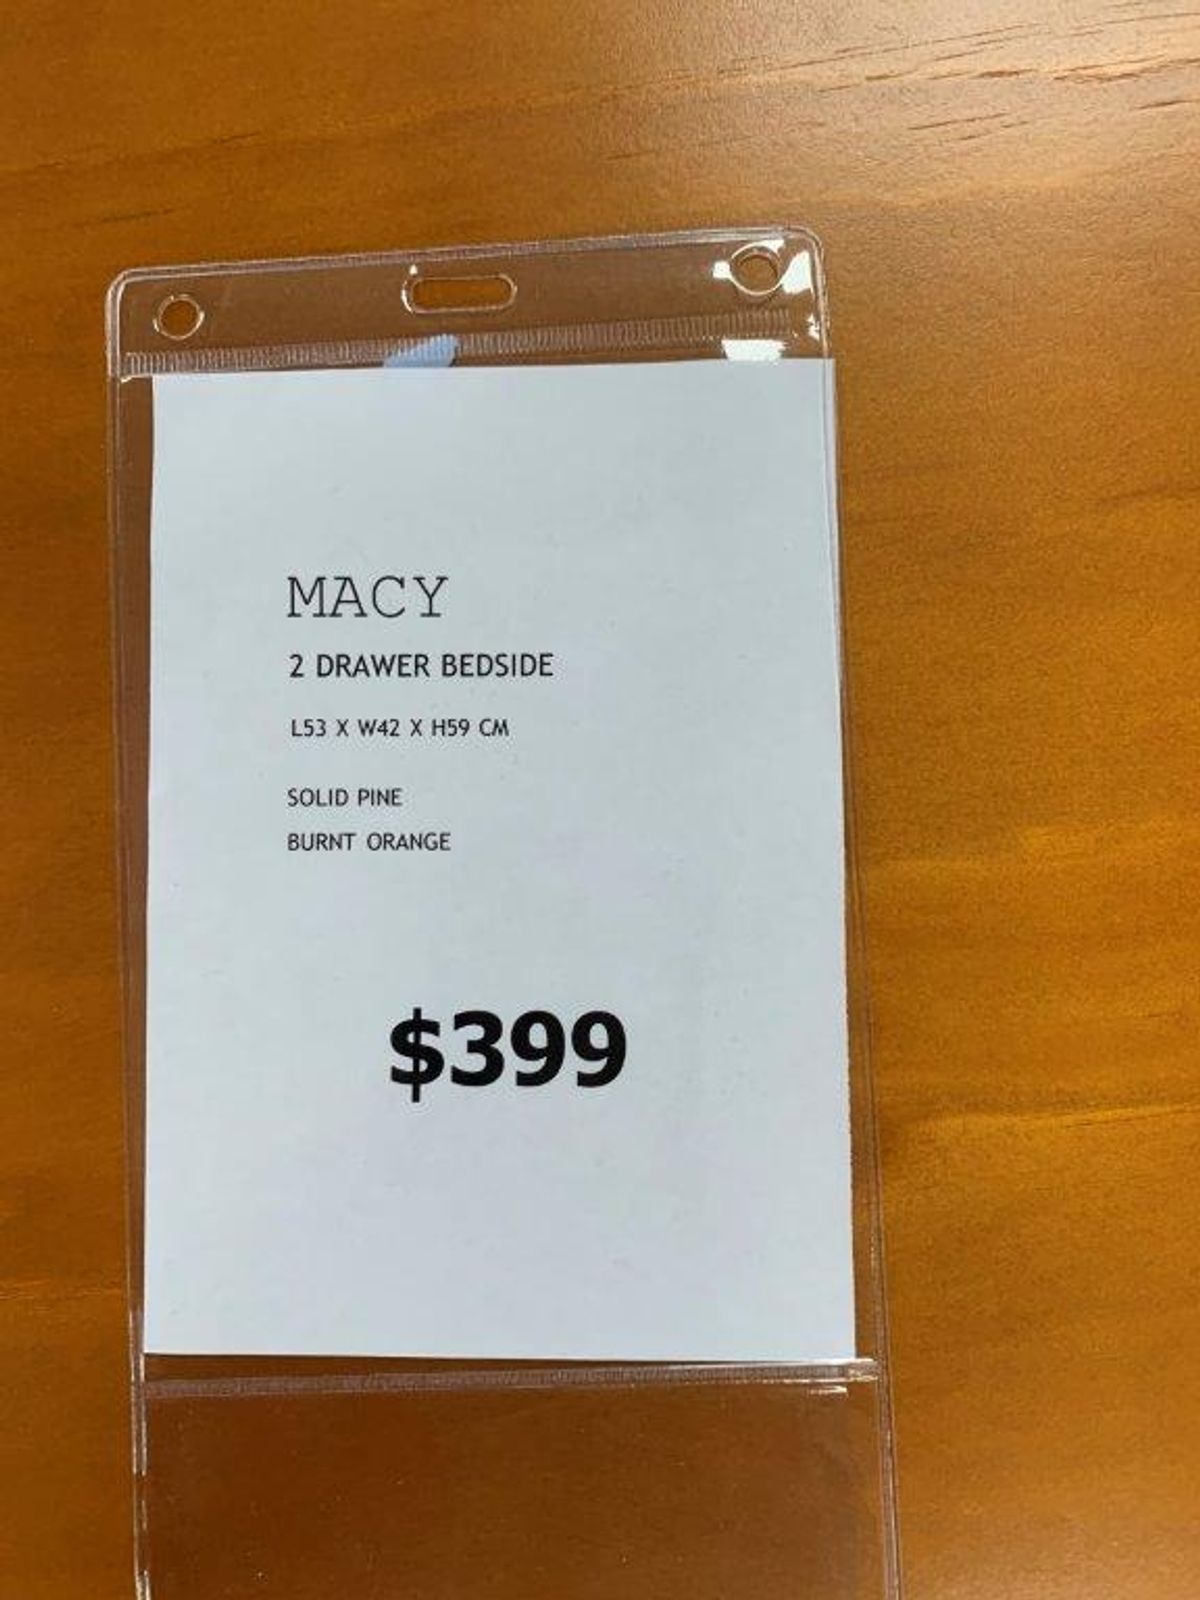 MACY
2 DRAWER BEDSIDE
L53 X W42 X H59 CM
SOLID PINE
BURNT ORANGE
$399